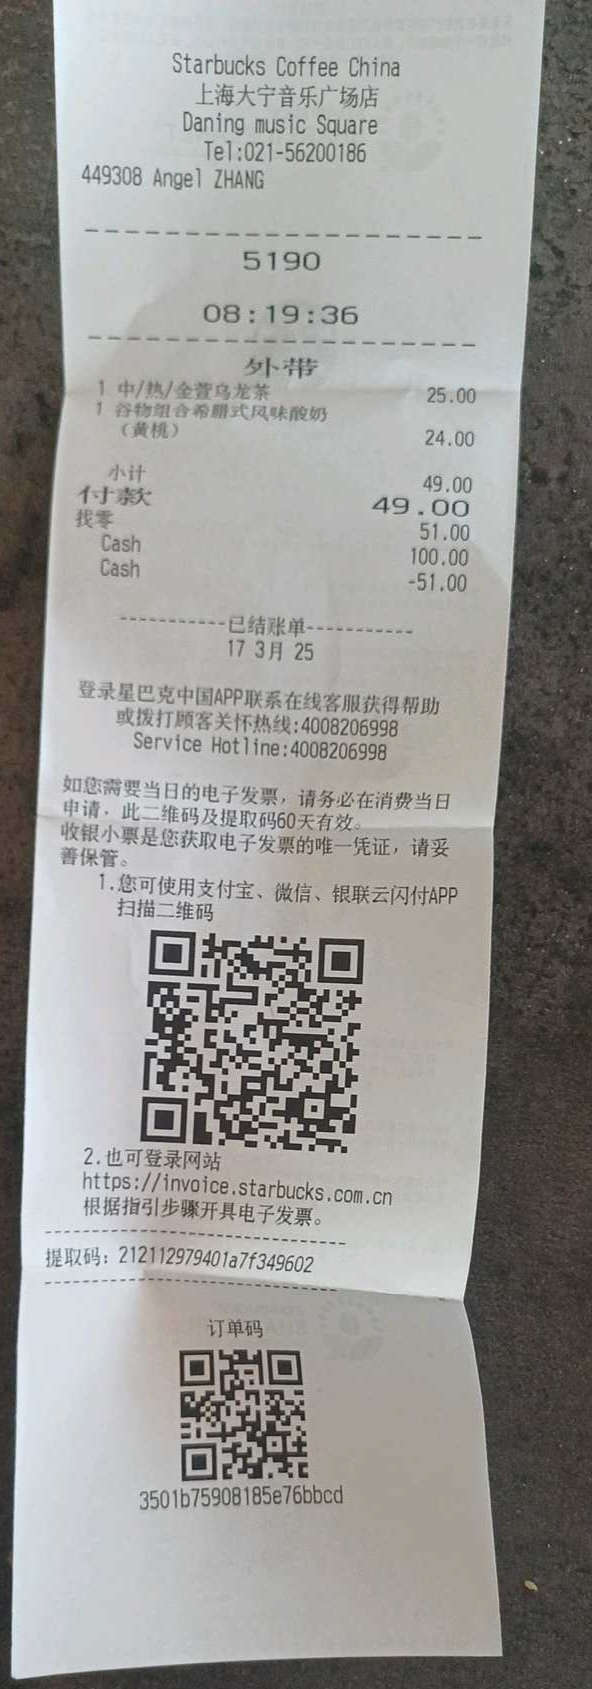 Starbucks Coffee China
上海大宁音乐广场店
Daning music Square
Tel:021-56200186
449308 Angel ZHANG
5190
08:19:36
外带
1 中/热/金萱乌龙茶 25.00
1 谷物组合希腊式风味酸奶
（黄桃） 24.00
小计 49.00
付款 49.00
找零 51.00
Cash 100.00
Cash -51.00
-----------已结账单-----------
17 3月 25
登录星巴克中国APP联系在线客服获得帮助
或拨打顾客关怀热线:4008206998
Service Hotline:4008206998
如您需要当日的电子发票，请务必在消费当日
申请，此二维码及提取码60天有效。
收银小票是您获取电子发票的唯一凭证，请妥
善保管。
1.您可使用支付宝、微信、银联云闪付APP
扫描二维码
2.也可登录网站
https://invoice.starbucks.com.cn
根据指引步骤开具电子发票。
提取码: 212112979401a7f349602
订单码
3501b75908185e76bbcd